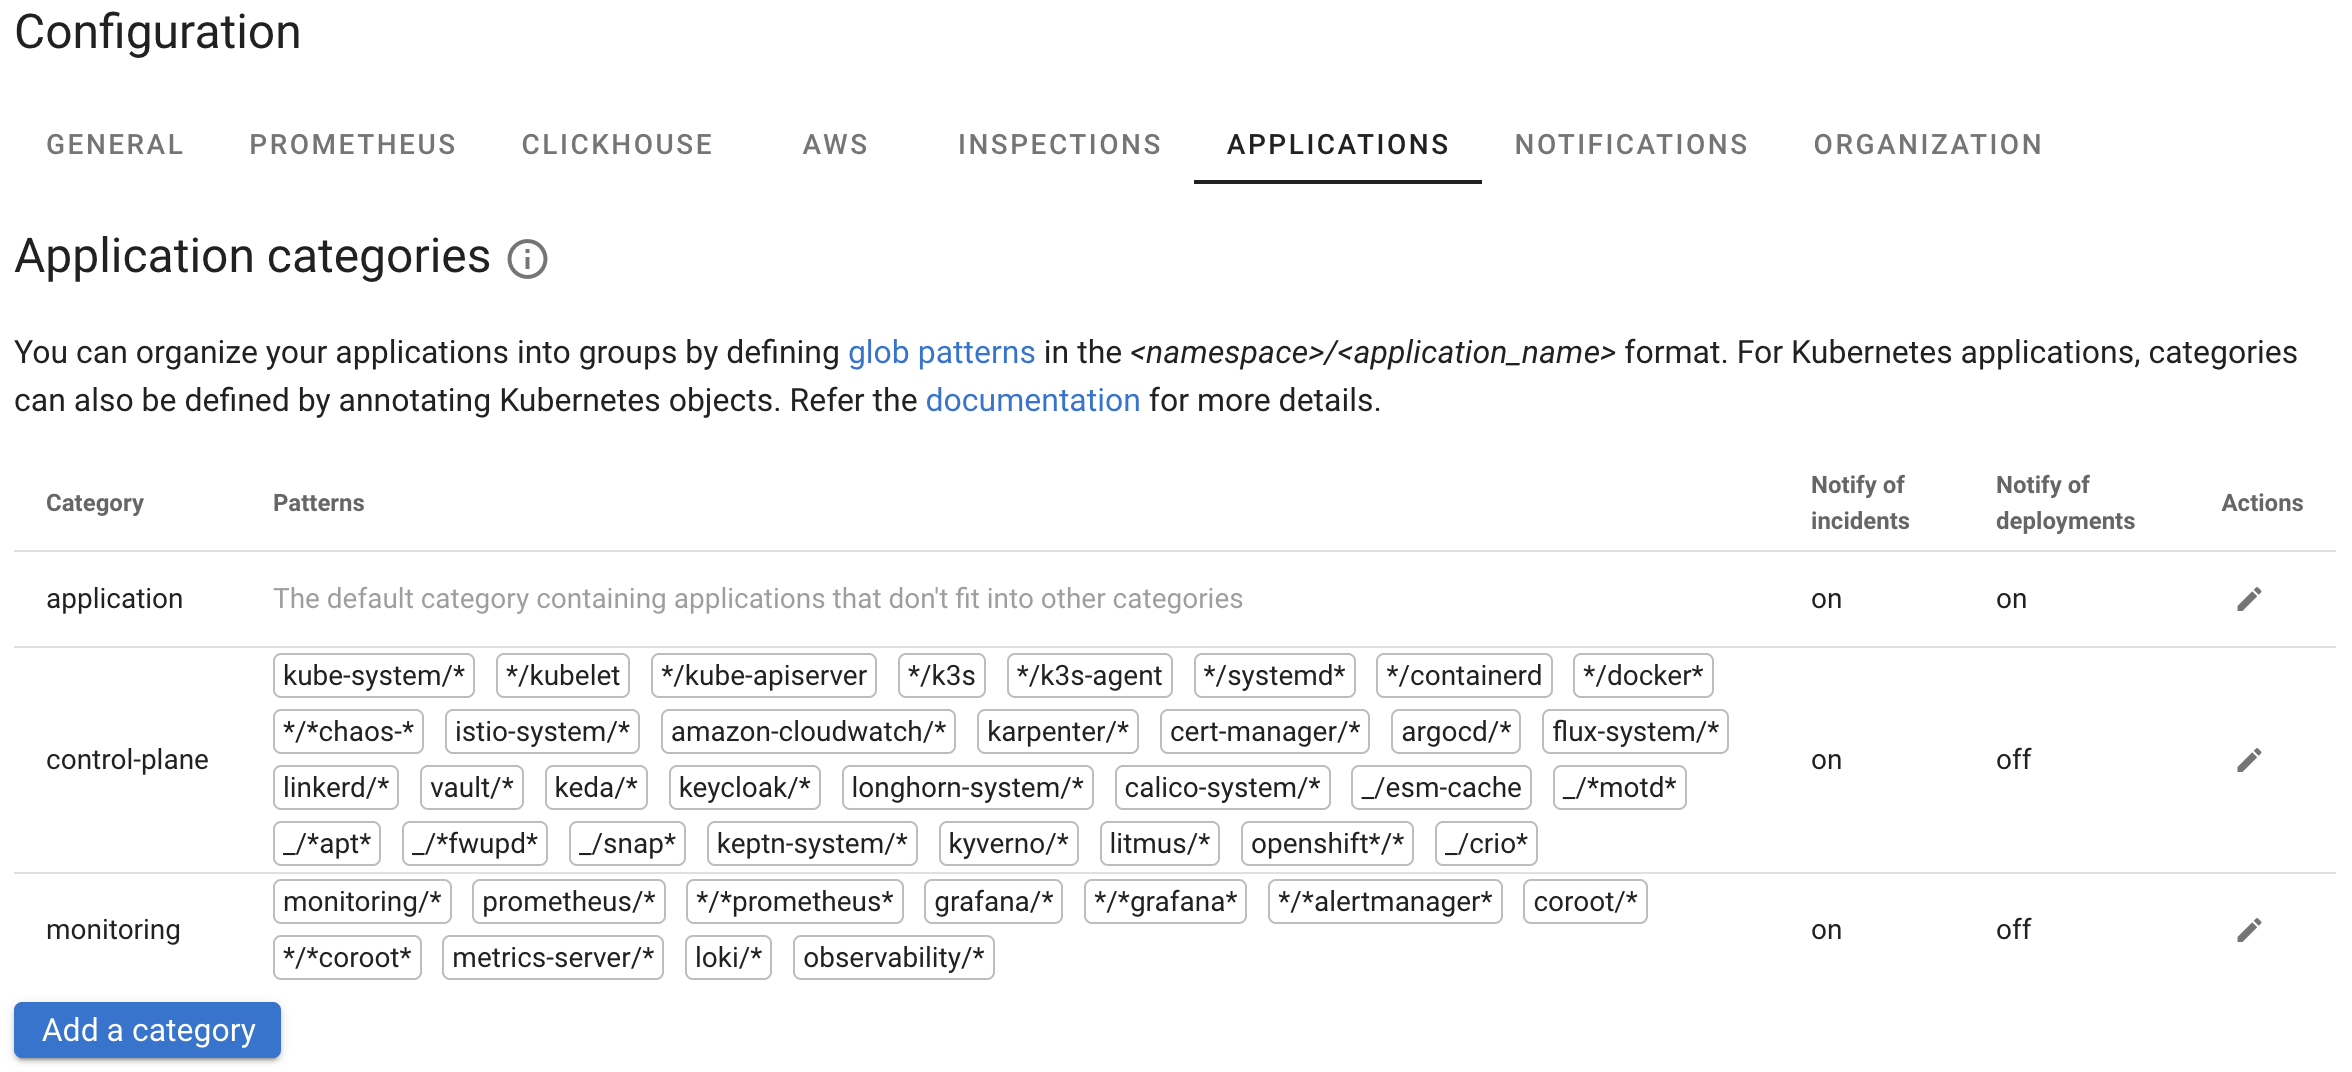 Configuration
GENERAL PROMETHEUS CLICKHOUSE AWS INSPECTIONS APPLICATIONS NOTIFICATIONS ORGANIZATION
Application categories
You can organize your applications into groups by defining glob patterns in the <namespace>/<application_name> format. For Kubernetes applications, categories
can also be defined by annotating Kubernetes objects. Refer the documentation for more details.
Category Patterns Notify of incidents Notify of deployments Actions
application The default category containing applications that don't fit into other categories on on
control-plane
kube-system/* */kubelet */kube-apiserver */k3s */k3s-agent */systemd* */containerd */docker*
*/*chaos-* istio-system/* amazon-cloudwatch/* karpenter/* cert-manager/* argocd/* flux-system/*
linkerd/* vault/* keda/* keycloak/* longhorn-system/* calico-system/* _/esm-cache _/*motd*
_/*apt* _/*fwupd* _/snap* keptn-system/* kyverno/* litmus/* openshift*/* _/crio*
on off
monitoring
monitoring/* prometheus/* */*prometheus* grafana/* */*grafana* */*alertmanager* coroot/*
*/*coroot* metrics-server/* loki/* observability/*
on off
Add a category